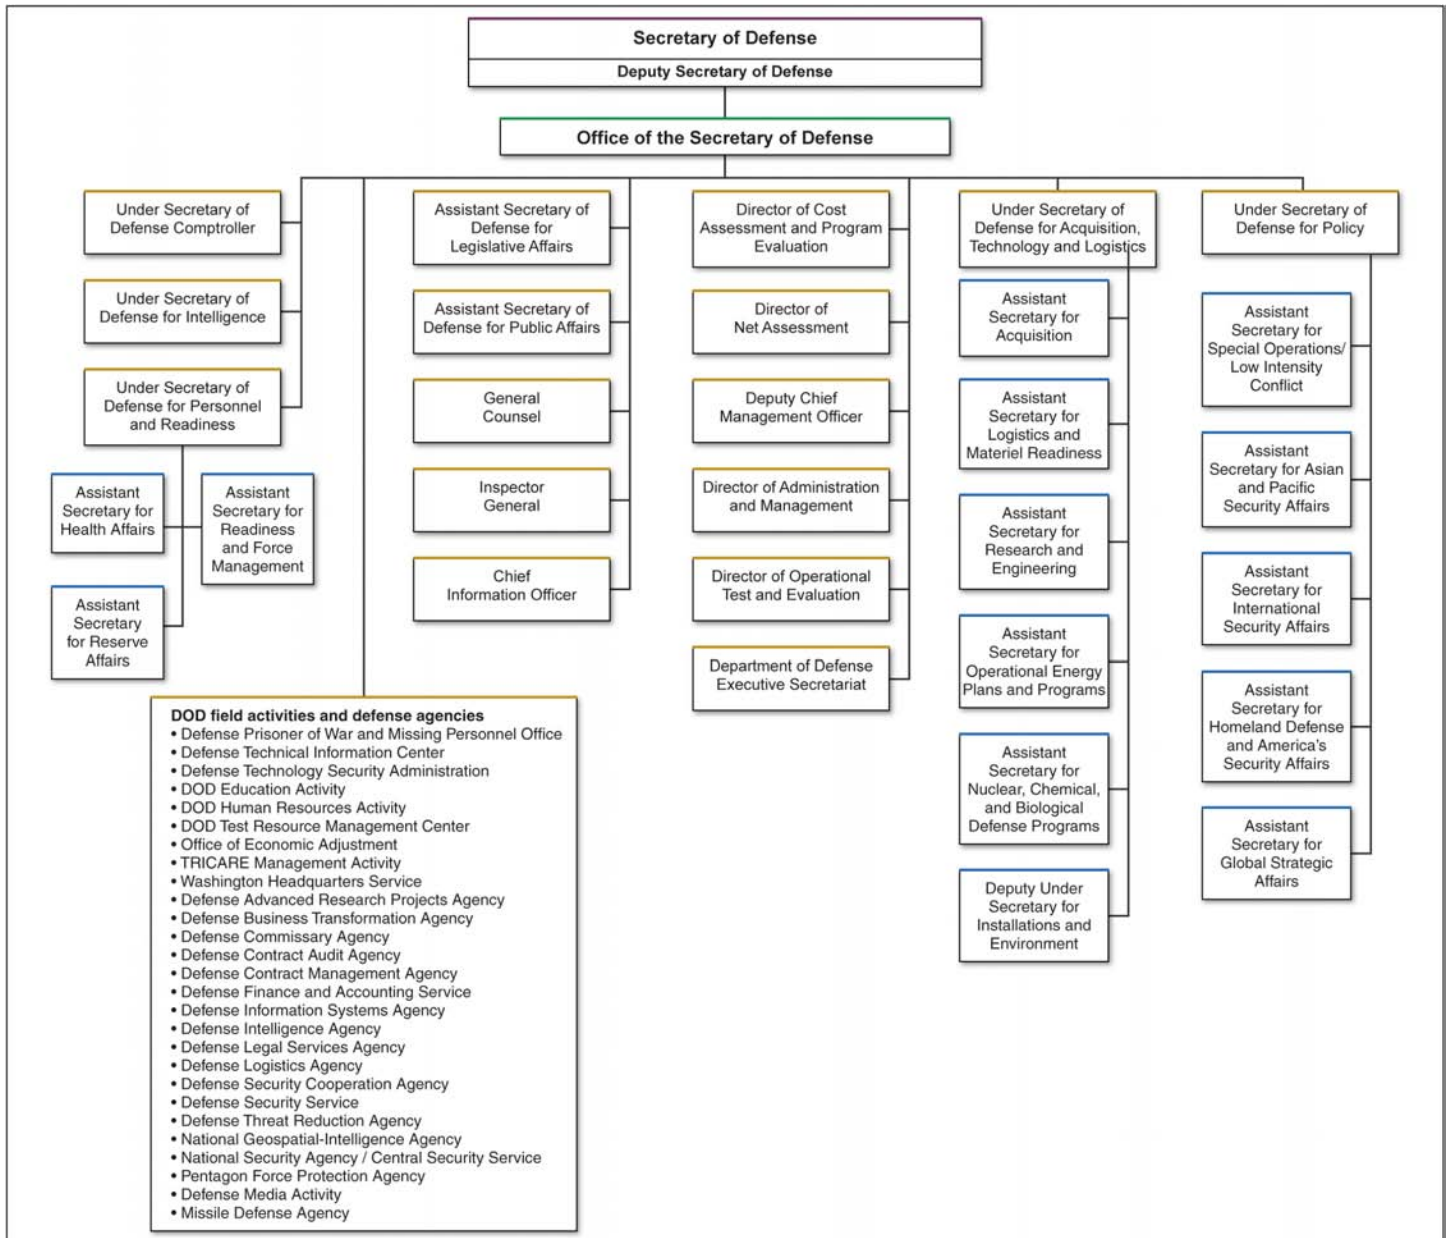 Secretary of Defense
Deputy Secretary of Defense
Office of the Secretary of Defense
Under Secretary of
Defense Comptroller
Under Secretary of
Defense for Intelligence
Under Secretary of
Defense for Personnel
and Readiness
Assistant
Secretary for
Health Affairs
Assistant
Secretary for
Readiness
and Force
Management
Assistant
Secretary
for Reserve
Affairs
DOD field activities and defense agencies
• Defense Prisoner of War and Missing Personnel Office
• Defense Technical Information Center
• Defense Technology Security Administration
• DOD Education Activity
• DOD Human Resources Activity
• DOD Test Resource Management Center
• Office of Economic Adjustment
• TRICARE Management Activity
• Washington Headquarters Service
• Defense Advanced Research Projects Agency
• Defense Business Transformation Agency
• Defense Commissary Agency
• Defense Contract Audit Agency
• Defense Contract Management Agency
• Defense Finance and Accounting Service
• Defense Information Systems Agency
• Defense Intelligence Agency
• Defense Legal Services Agency
• Defense Logistics Agency
• Defense Security Cooperation Agency
• Defense Security Service
• Defense Threat Reduction Agency
• National Geospatial-Intelligence Agency
• National Security Agency / Central Security Service
• Pentagon Force Protection Agency
• Defense Media Activity
• Missile Defense Agency
Assistant Secretary of
Defense for
Legislative Affairs
Assistant Secretary of
Defense for Public Affairs
General
Counsel
Inspector
General
Chief
Information Officer
Director of Cost
Assessment and Program
Evaluation
Director of
Net Assessment
Deputy Chief
Management Officer
Director of Administration
and Management
Director of Operational
Test and Evaluation
Department of Defense
Executive Secretariat
Under Secretary of
Defense for Acquisition,
Technology and Logistics
Assistant
Secretary for
Acquisition
Assistant
Secretary for
Logistics and
Materiel Readiness
Assistant
Secretary for
Research and
Engineering
Assistant
Secretary for
Operational Energy
Plans and Programs
Assistant
Secretary for
Nuclear, Chemical,
and Biological
Defense Programs
Deputy Under
Secretary for
Installations and
Environment
Under Secretary of
Defense for Policy
Assistant
Secretary for
Special Operations/
Low Intensity
Conflict
Assistant
Secretary for Asian
and Pacific
Security Affairs
Assistant
Secretary for
International
Security Affairs
Assistant
Secretary for
Homeland Defense
and America's
Security Affairs
Assistant
Secretary for
Global Strategic
Affairs